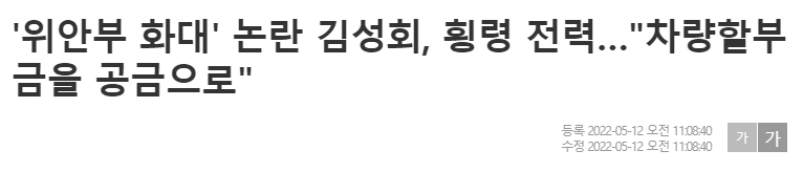 '위안부 화대' 논란 김성회, 횡령 전력…"차량할부
금을 공금으로"
등록 2022-05-12 오전 11:08:40
수정 2022-05-12 오전 11:08:40
가 가